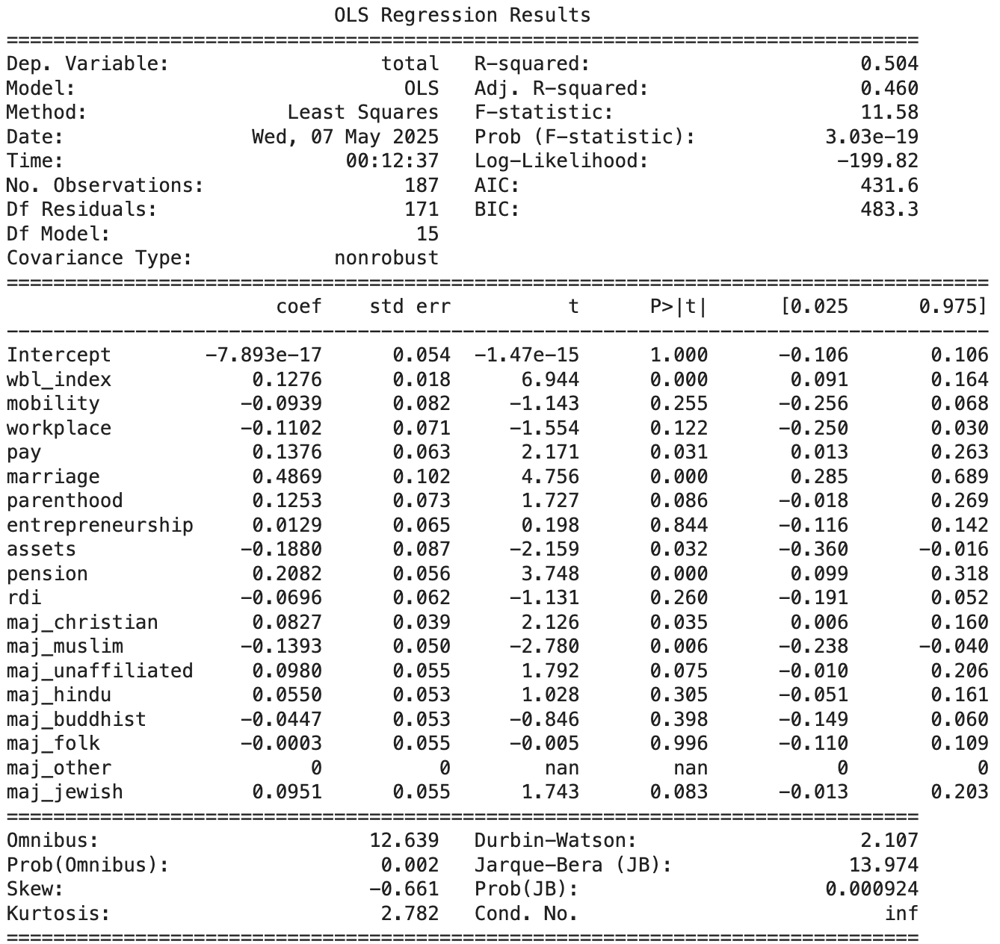 OLS Regression Results
==============================================================================
Dep. Variable:                  total   R-squared:                       0.504
Model:                            OLS   Adj. R-squared:                  0.460
Method:                 Least Squares   F-statistic:                     11.58
Date:                Wed, 07 May 2025   Prob (F-statistic):           3.03e-19
Time:                        00:12:37   Log-Likelihood:                -199.82
No. Observations:                 187   AIC:                             431.6
Df Residuals:                     171   BIC:                             483.3
Df Model:                          15
Covariance Type:            nonrobust
====================================================================================
                       coef    std err          t      P>|t|      [0.025      0.975]
------------------------------------------------------------------------------------
Intercept        -7.893e-17      0.054  -1.47e-15      1.000      -0.106       0.106
wbl_index            0.1276      0.018      6.944      0.000       0.091       0.164
mobility            -0.0939      0.082     -1.143      0.255      -0.256       0.068
workplace           -0.1102      0.071     -1.554      0.122      -0.250       0.030
pay                  0.1376      0.063      2.171      0.031       0.013       0.263
marriage             0.4869      0.102      4.756      0.000       0.285       0.689
parenthood           0.1253      0.073      1.727      0.086      -0.018       0.269
entrepreneurship     0.0129      0.065      0.198      0.844      -0.116       0.142
assets              -0.1880      0.087     -2.159      0.032      -0.360      -0.016
pension              0.2082      0.056      3.748      0.000       0.099       0.318
rdi                 -0.0696      0.062     -1.131      0.260      -0.191       0.052
maj_christian        0.0827      0.039      2.126      0.035       0.006       0.160
maj_muslim          -0.1393      0.050     -2.780      0.006      -0.238      -0.040
maj_unaffiliated     0.0980      0.055      1.792      0.075      -0.010       0.206
maj_hindu            0.0550      0.053      1.028      0.305      -0.051       0.161
maj_buddhist        -0.0447      0.053     -0.846      0.398      -0.149       0.060
maj_folk            -0.0003      0.055     -0.005      0.996      -0.110       0.109
maj_other                 0          0        nan        nan           0           0
maj_jewish           0.0951      0.055      1.743      0.083      -0.013       0.203
==============================================================================
Omnibus:                       12.639   Durbin-Watson:                   2.107
Prob(Omnibus):                  0.002   Jarque-Bera (JB):               13.974
Skew:                          -0.661   Prob(JB):                     0.000924
Kurtosis:                       2.782   Cond. No.                          inf
==============================================================================